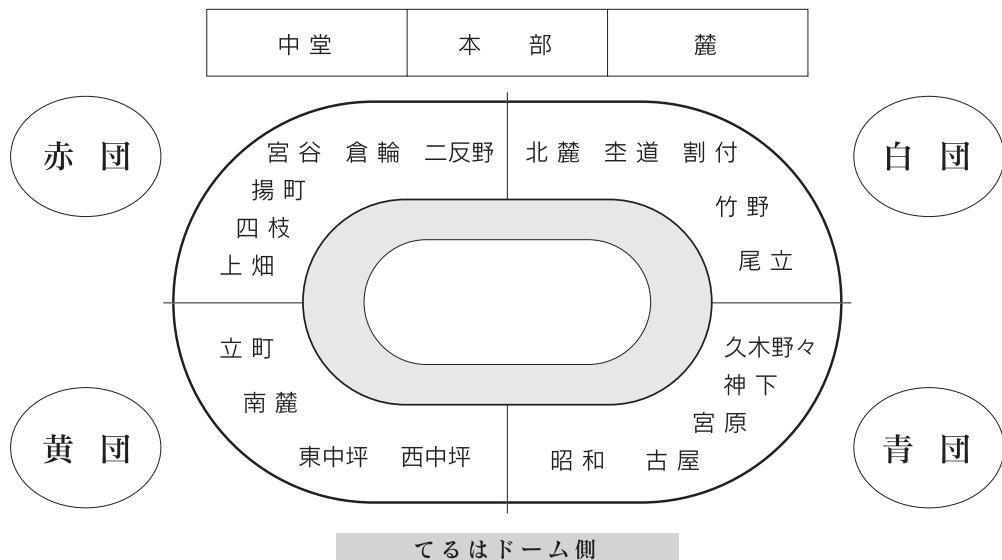 中堂 本部 麓
赤団
白団
宮谷 倉輪 二反野 北麓 杢道 割付
揚町
竹野
四枝
尾立
上畑
立町
久木野々
神下
南麓
宮原
黄団
青団
東中坪 西中坪 昭和 古屋
てるはドーム側